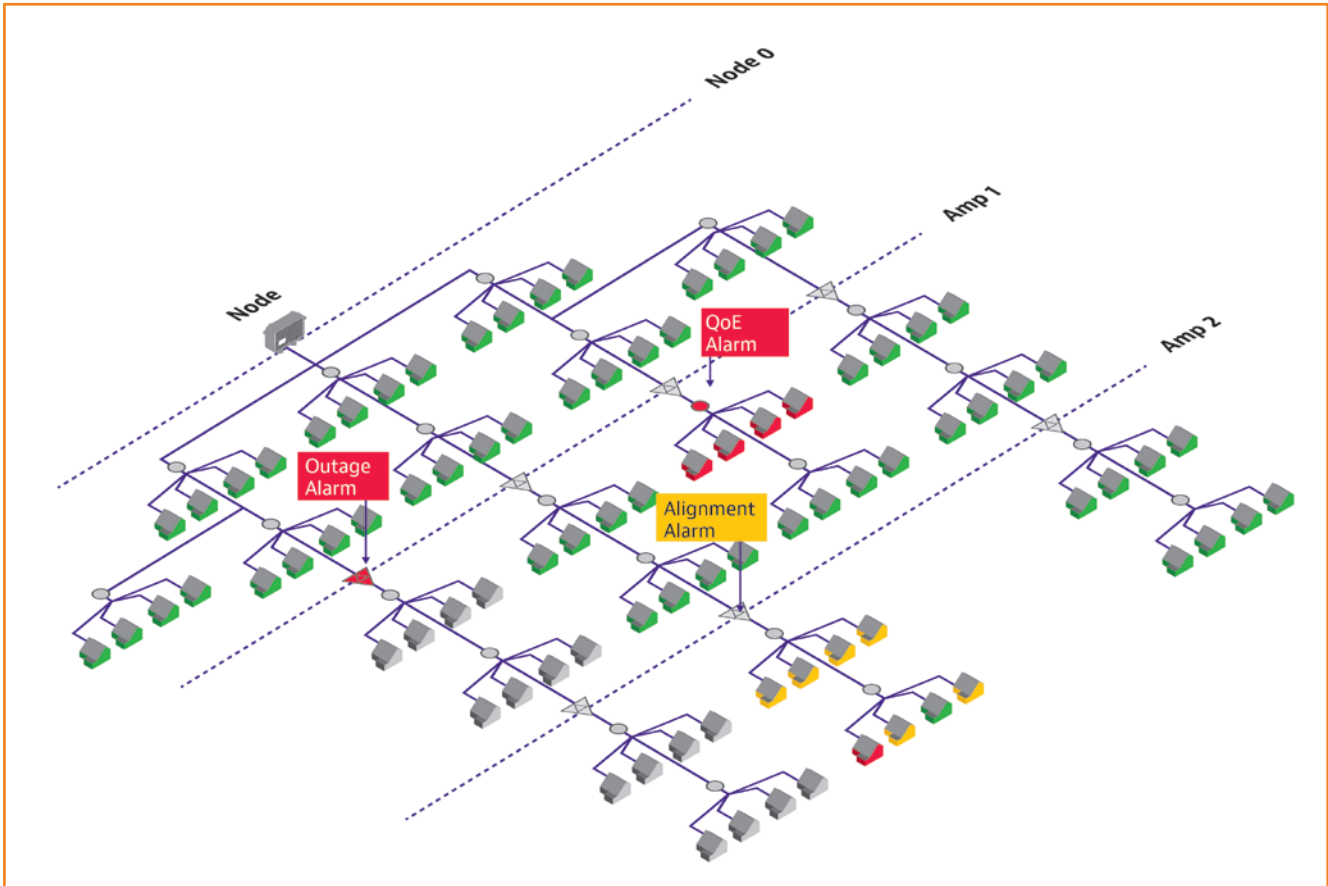 Node 0
Amp 1
Node
QoE
Alarm
Amp 2
Outage
Alarm
Alignment
Alarm